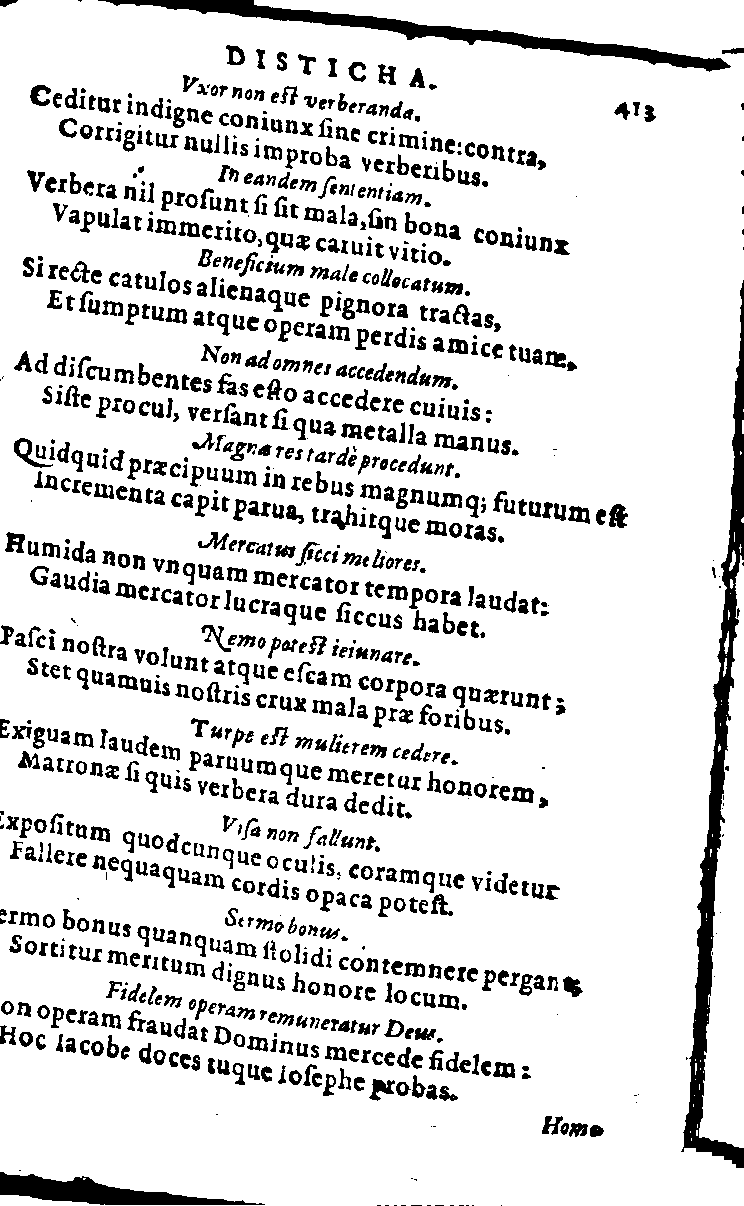 DISTICHA.
413
Vxor non est verberanda.
Ceditur indigne coniunx ſine crimine: contra,
Corrigitur nullis improba verberibus.
In eandem ſententiam.
Verbera nil proſunt ſi ſit mala, ſin bona coniunx
Vapulat immerito, quæ caruit vitio.
Beneficium male collocatum.
Si recte catulos alienaque pignora tractas,
Et ſumptum atque operam perdis amice tuam.
Non ad omnes accedendum.
Ad diſcumbentes fas eſto accedere cuiuis:
Siſte procul, verſant ſi qua metalla manus.
Magnæ res tardè procedunt.
Quidquid præcipuum in rebus magnumq; futurum eſt
Incrementa capit parua, trahitque moras.
Mercatus ſicci meliores.
Humida non vnquam mercator tempora laudat:
Gaudia mercator lucraque ſiccus habet.
Nemo potest ieiunare.
Paſci noſtra volunt atque eſcam corpora quærunt;
Stet quamuis noſtris crux mala præ foribus.
Turpe est mulierem cedere.
Exiguam laudem paruumque meretur honorem,
Matronæ ſi quis verbera dura dedit.
Viſa non fallunt.
Expoſitum quodcunque oculis, coramque videtur
Fallere nequaquam cordis opaca poteſt.
Sermo bonus.
ermo bonus quanquam ſtolidi contemnere pergant,
Sortitur meritum dignus honore locum.
Fidelem operam remuneratur Deus.
on operam fraudat Dominus mercede fidelem:
Hoc Iacobe doces tuque Ioſephe probas.
Homo